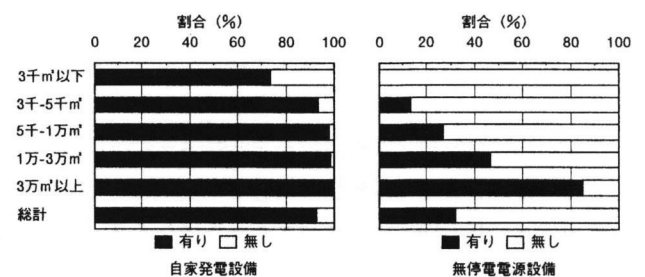 割合（%） 割合（%）
0 20 40 60 80 100 0 20 40 60 80 100
3千㎡以下
3千-5千㎡
5千-1万㎡
1万-3万㎡
3万㎡以上
総計
有り 無し 有り 無し
自家発電設備 無停電電源設備